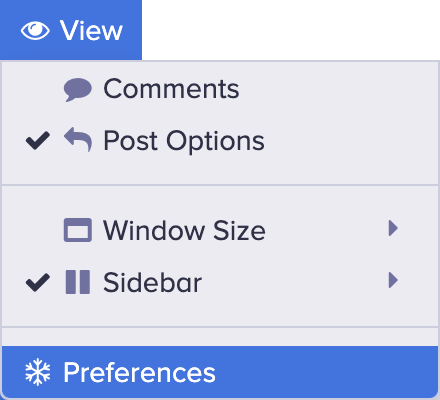 View
Comments
Post Options
Window Size
Sidebar
Preferences